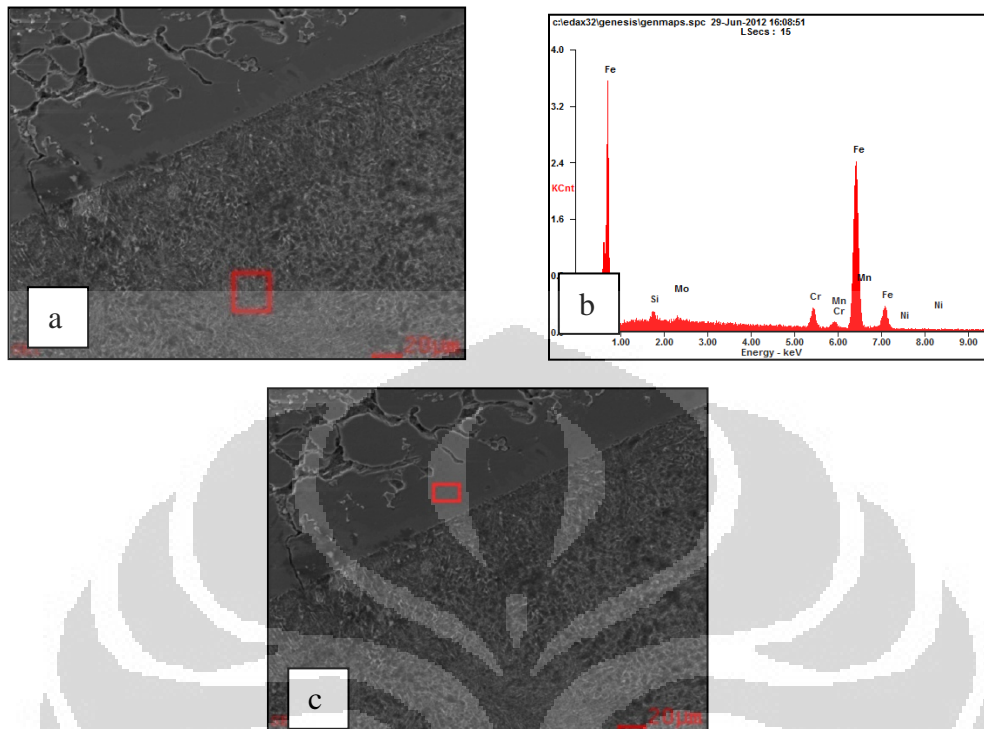 a
20µm
c:\edax32\genesis\genmaps.spc 29-Jun-2012 16:08:51
LSecs : 15
4.0
3.2
2.4
1.6
KCnt
Fe
Si
Mo
Cr
Mn
Cr
Fe
Mn
Fe
Ni
Ni
1.00 2.00 3.00 4.00 5.00 6.00 7.00 8.00 9.00
Energy - keV
b
c
20µm